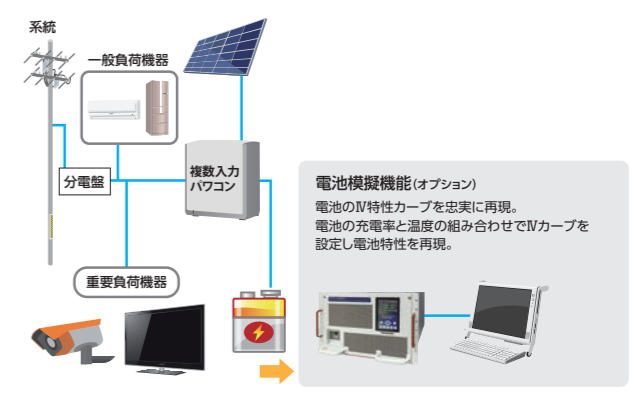 系統
一般負荷機器
分電盤
複数入力
パワコン
重要負荷機器
電池模擬機能(オプション)
電池のⅣ特性カーブを忠実に再現。
電池の充電率と温度の組み合わせでⅣカーブを
設定し電池特性を再現。